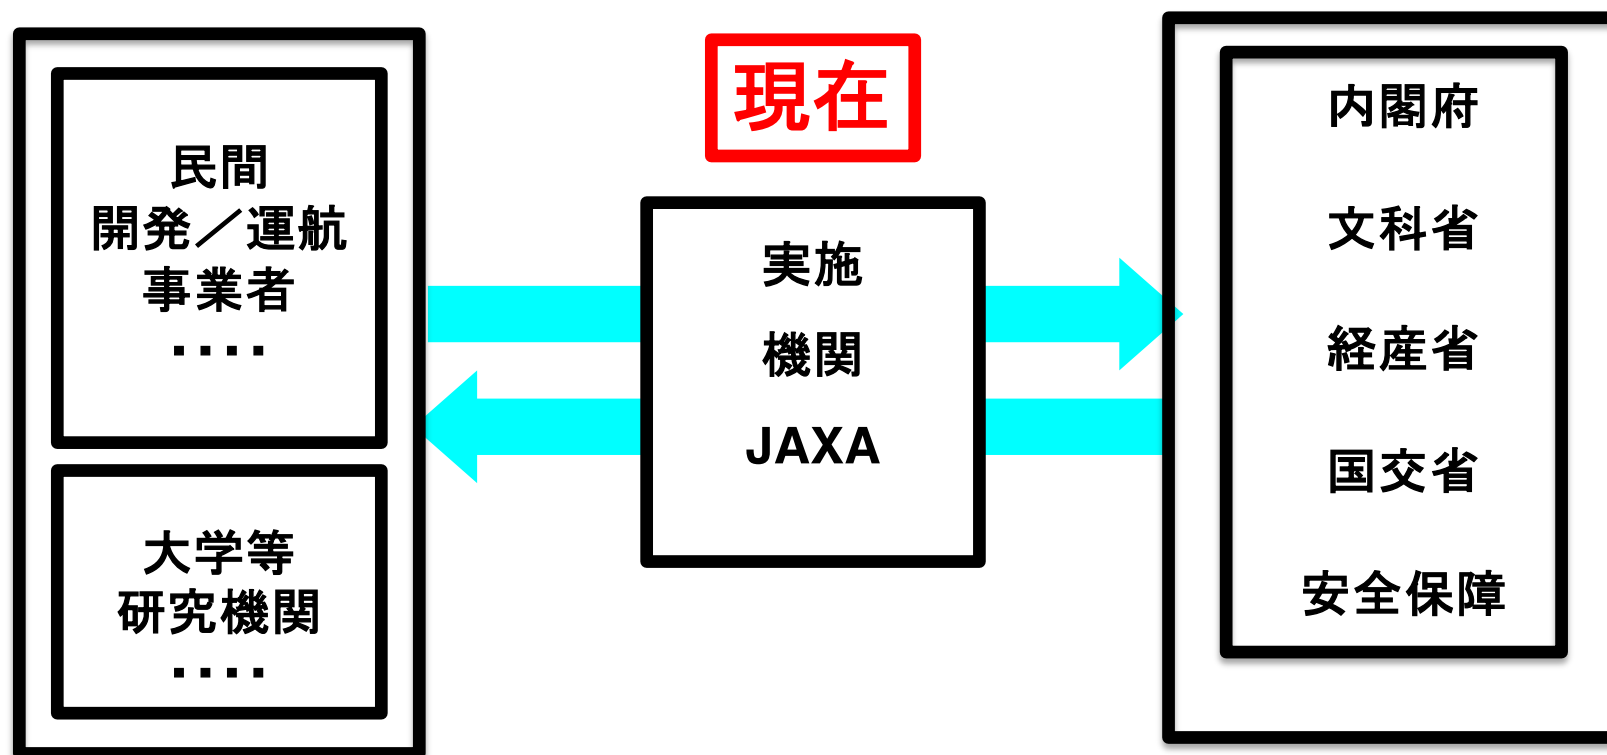 現在
民間
開発／運航
事業者
････
大学等
研究機関
････
実施
機関
JAXA
内閣府
文科省
経産省
国交省
安全保障